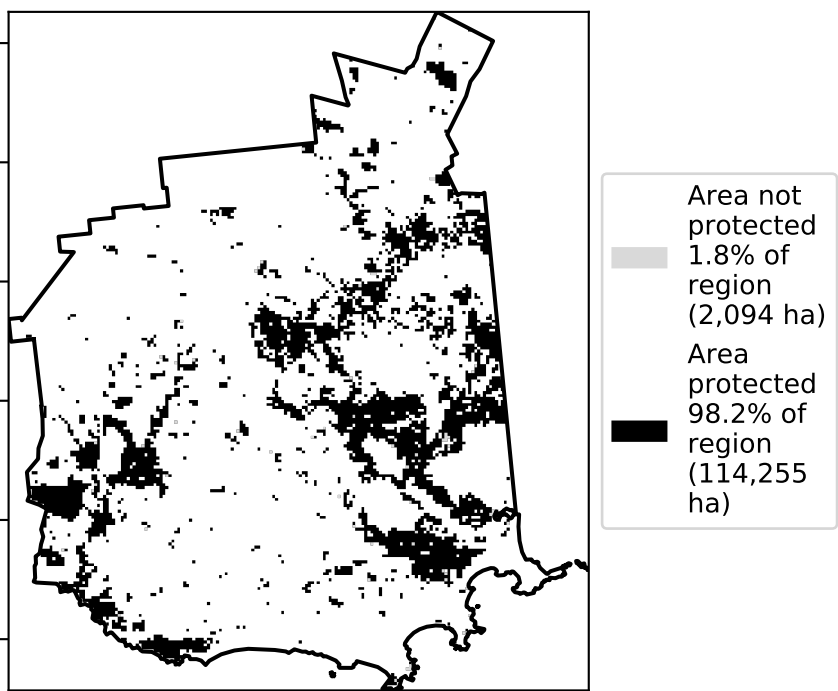 Area not
protected
1.8% of
region
(2,094 ha)
Area
protected
98.2% of
region
(114,255
ha)